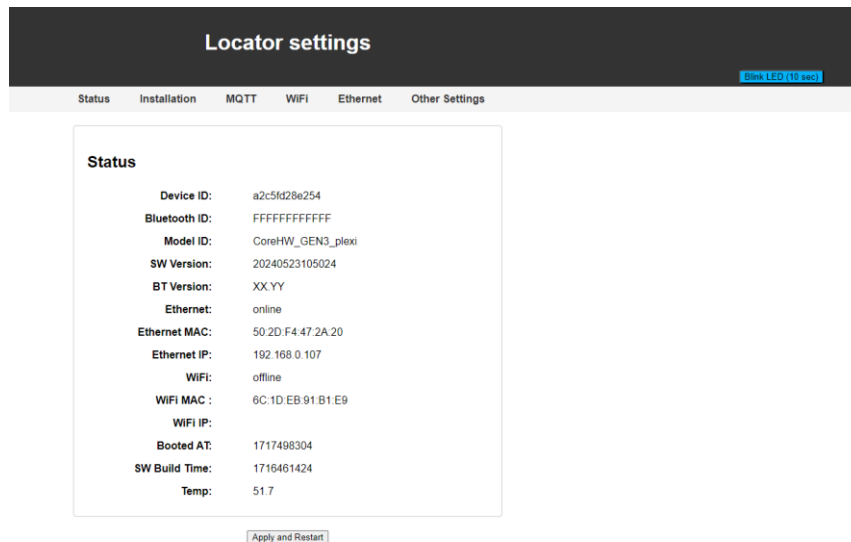 Locator settings
Blink LED (10 sec)
Status Installation MQTT WiFi Ethernet Other Settings
Status
Device ID: a2c5fd28e254
Bluetooth ID: FFFFFFFFFFFF
Model ID: CoreHW_GEN3_plexi
SW Version: 20240523105024
BT Version: XX.YY
Ethernet: online
Ethernet MAC: 50:2D:F4:47:2A:20
Ethernet IP: 192.168.0.107
WiFi: offline
WiFi MAC : 6C:1D:EB:91:B1:E9
WiFi IP:
Booted AT: 1717498304
SW Build Time: 1716461424
Temp: 51.7
Apply and Restart